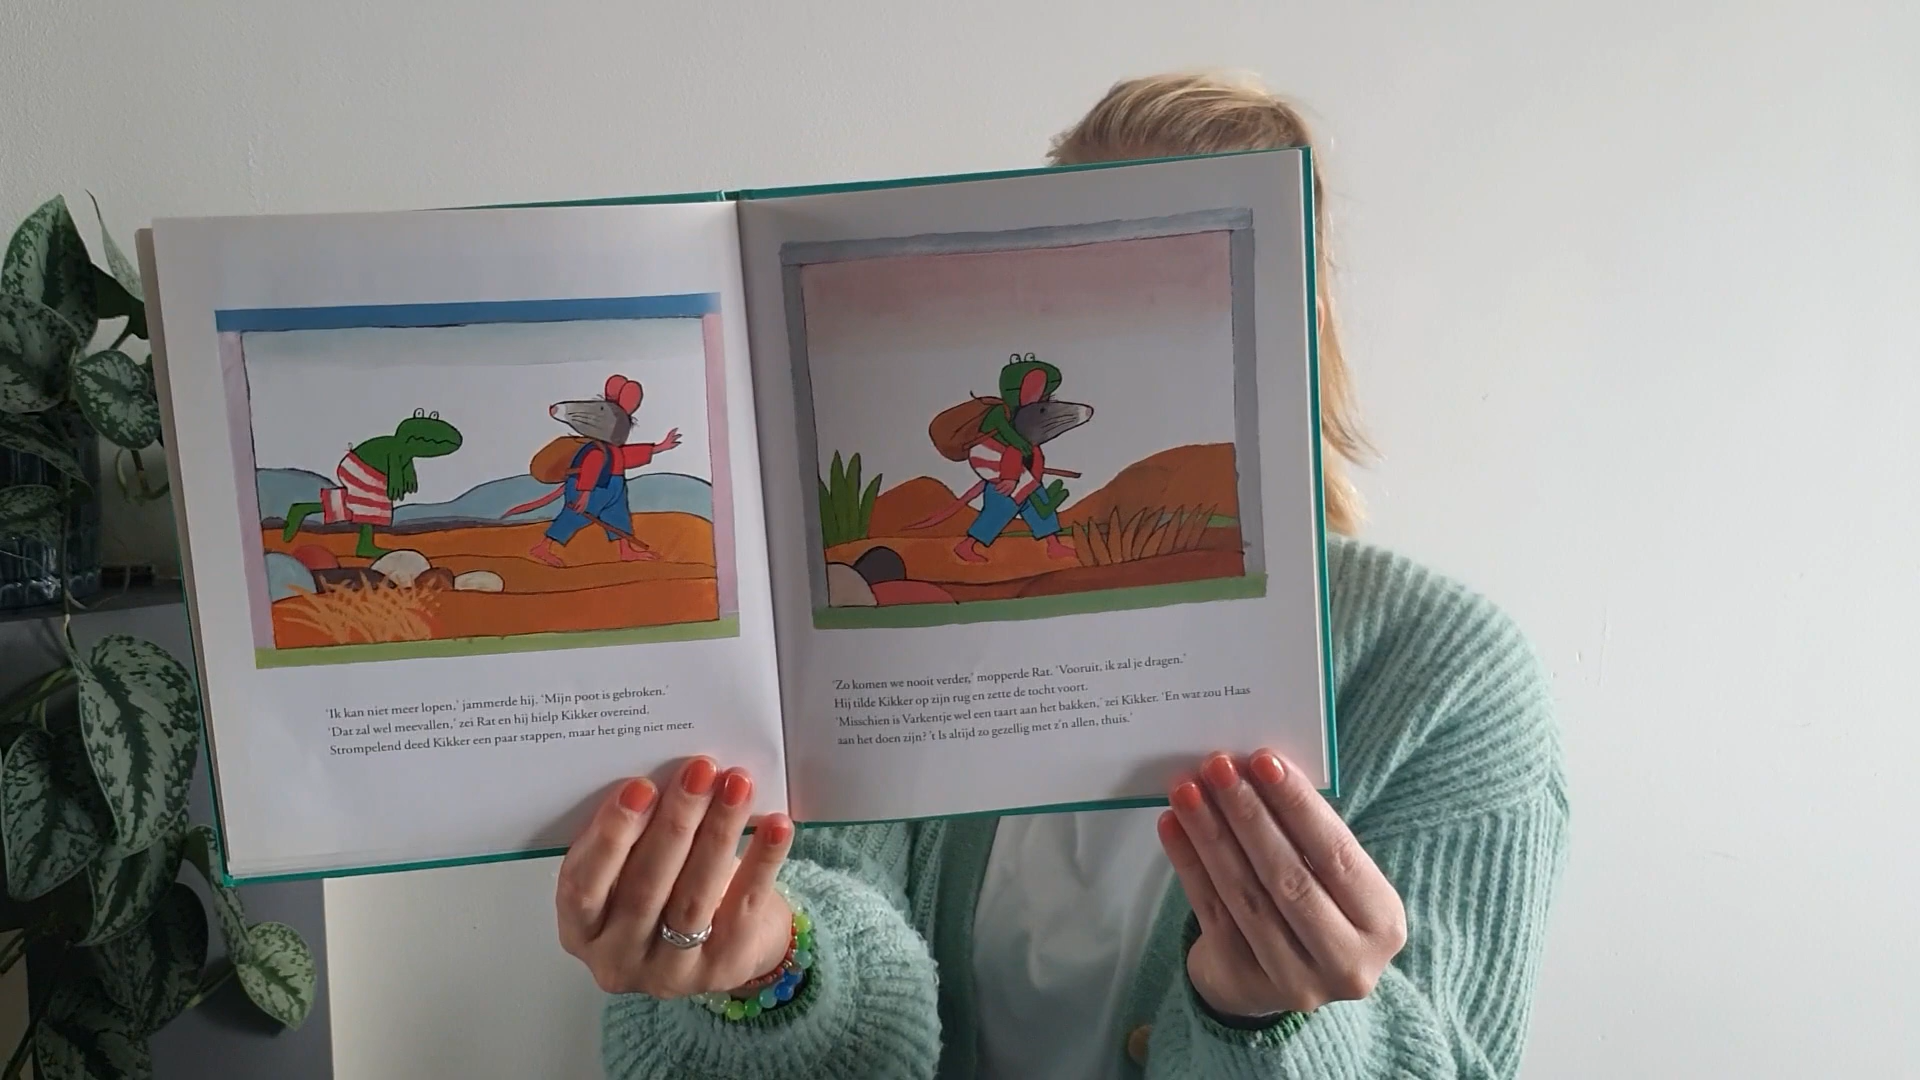 'Ik kan niet meer lopen,' jammerde hij. 'Mijn poot is gebroken.'
'Dat zal wel meevallen,' zei Rat en hij hielp Kikker overeind.
Strompelend deed Kikker een paar stappen, maar het ging niet meer.
'Zo komen we nooit verder,' mopperde Rat. 'Vooruit, ik zal je dragen.'
Hij tilde Kikker op zijn rug en zette de tocht voort.
'Misschien is Varkentje wel een taart aan het bakken,' zei Kikker. 'En wat zou Haas
aan het doen zijn? 't Is altijd zo gezellig met z'n allen, thuis.'